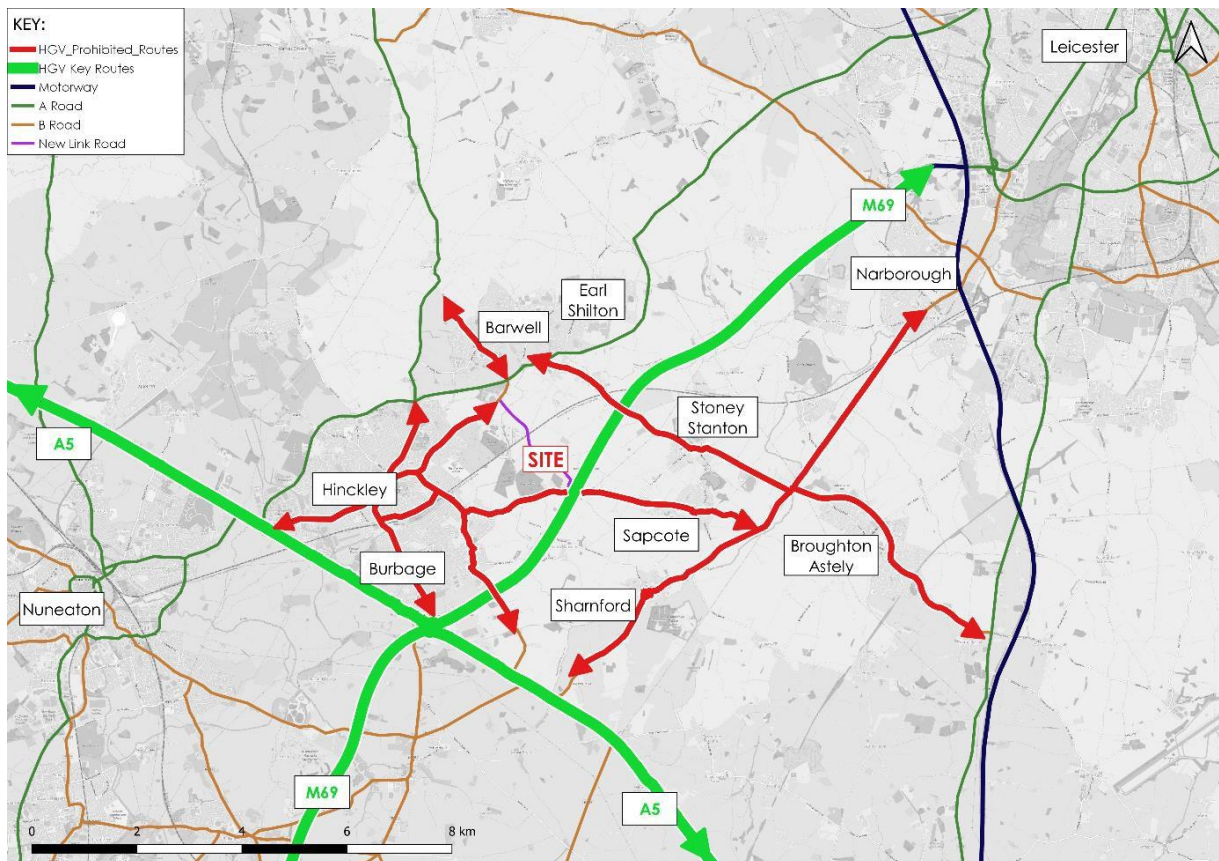 KEY:
HGV_Prohibited_Routes
HGV Key Routes
Motorway
A Road
B Road
New Link Road
Leicester
M69
Narborough
Earl
Shilton
Barwell
A5
Stoney
Stanton
SITE
Hinckley
Sapcote
Broughton
Astely
Burbage
Sharnford
Nuneaton
M69
A5
0 2 4 6 8 km